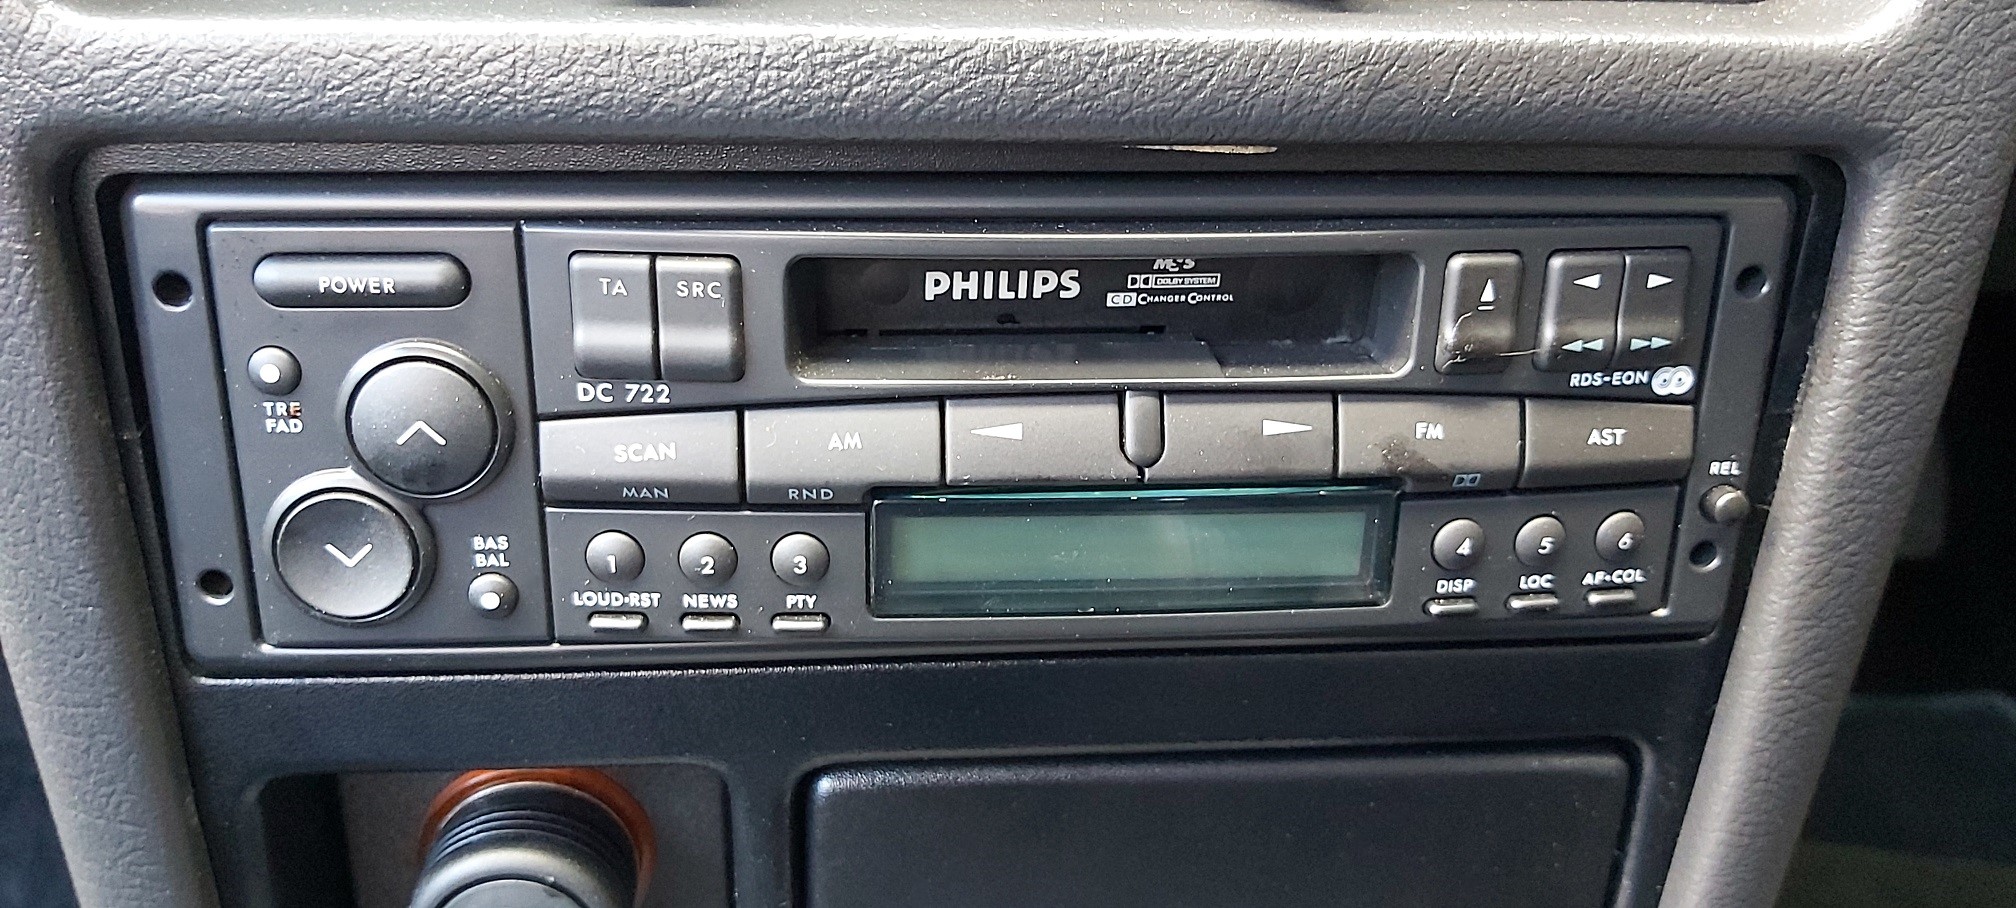 POWER
TRE
FAD
BAS
BAL
TA
SRC
DC 722
PHILIPS
MC·S
DOLBY SYSTEM
CD CHANGER CONTROL
RDS-EON
SCAN
MAN
AM
RND
FM
AST
REL
1
LOUD•RST
2
NEWS
3
PTY
4
DISP
5
LOC
6
AF•COL